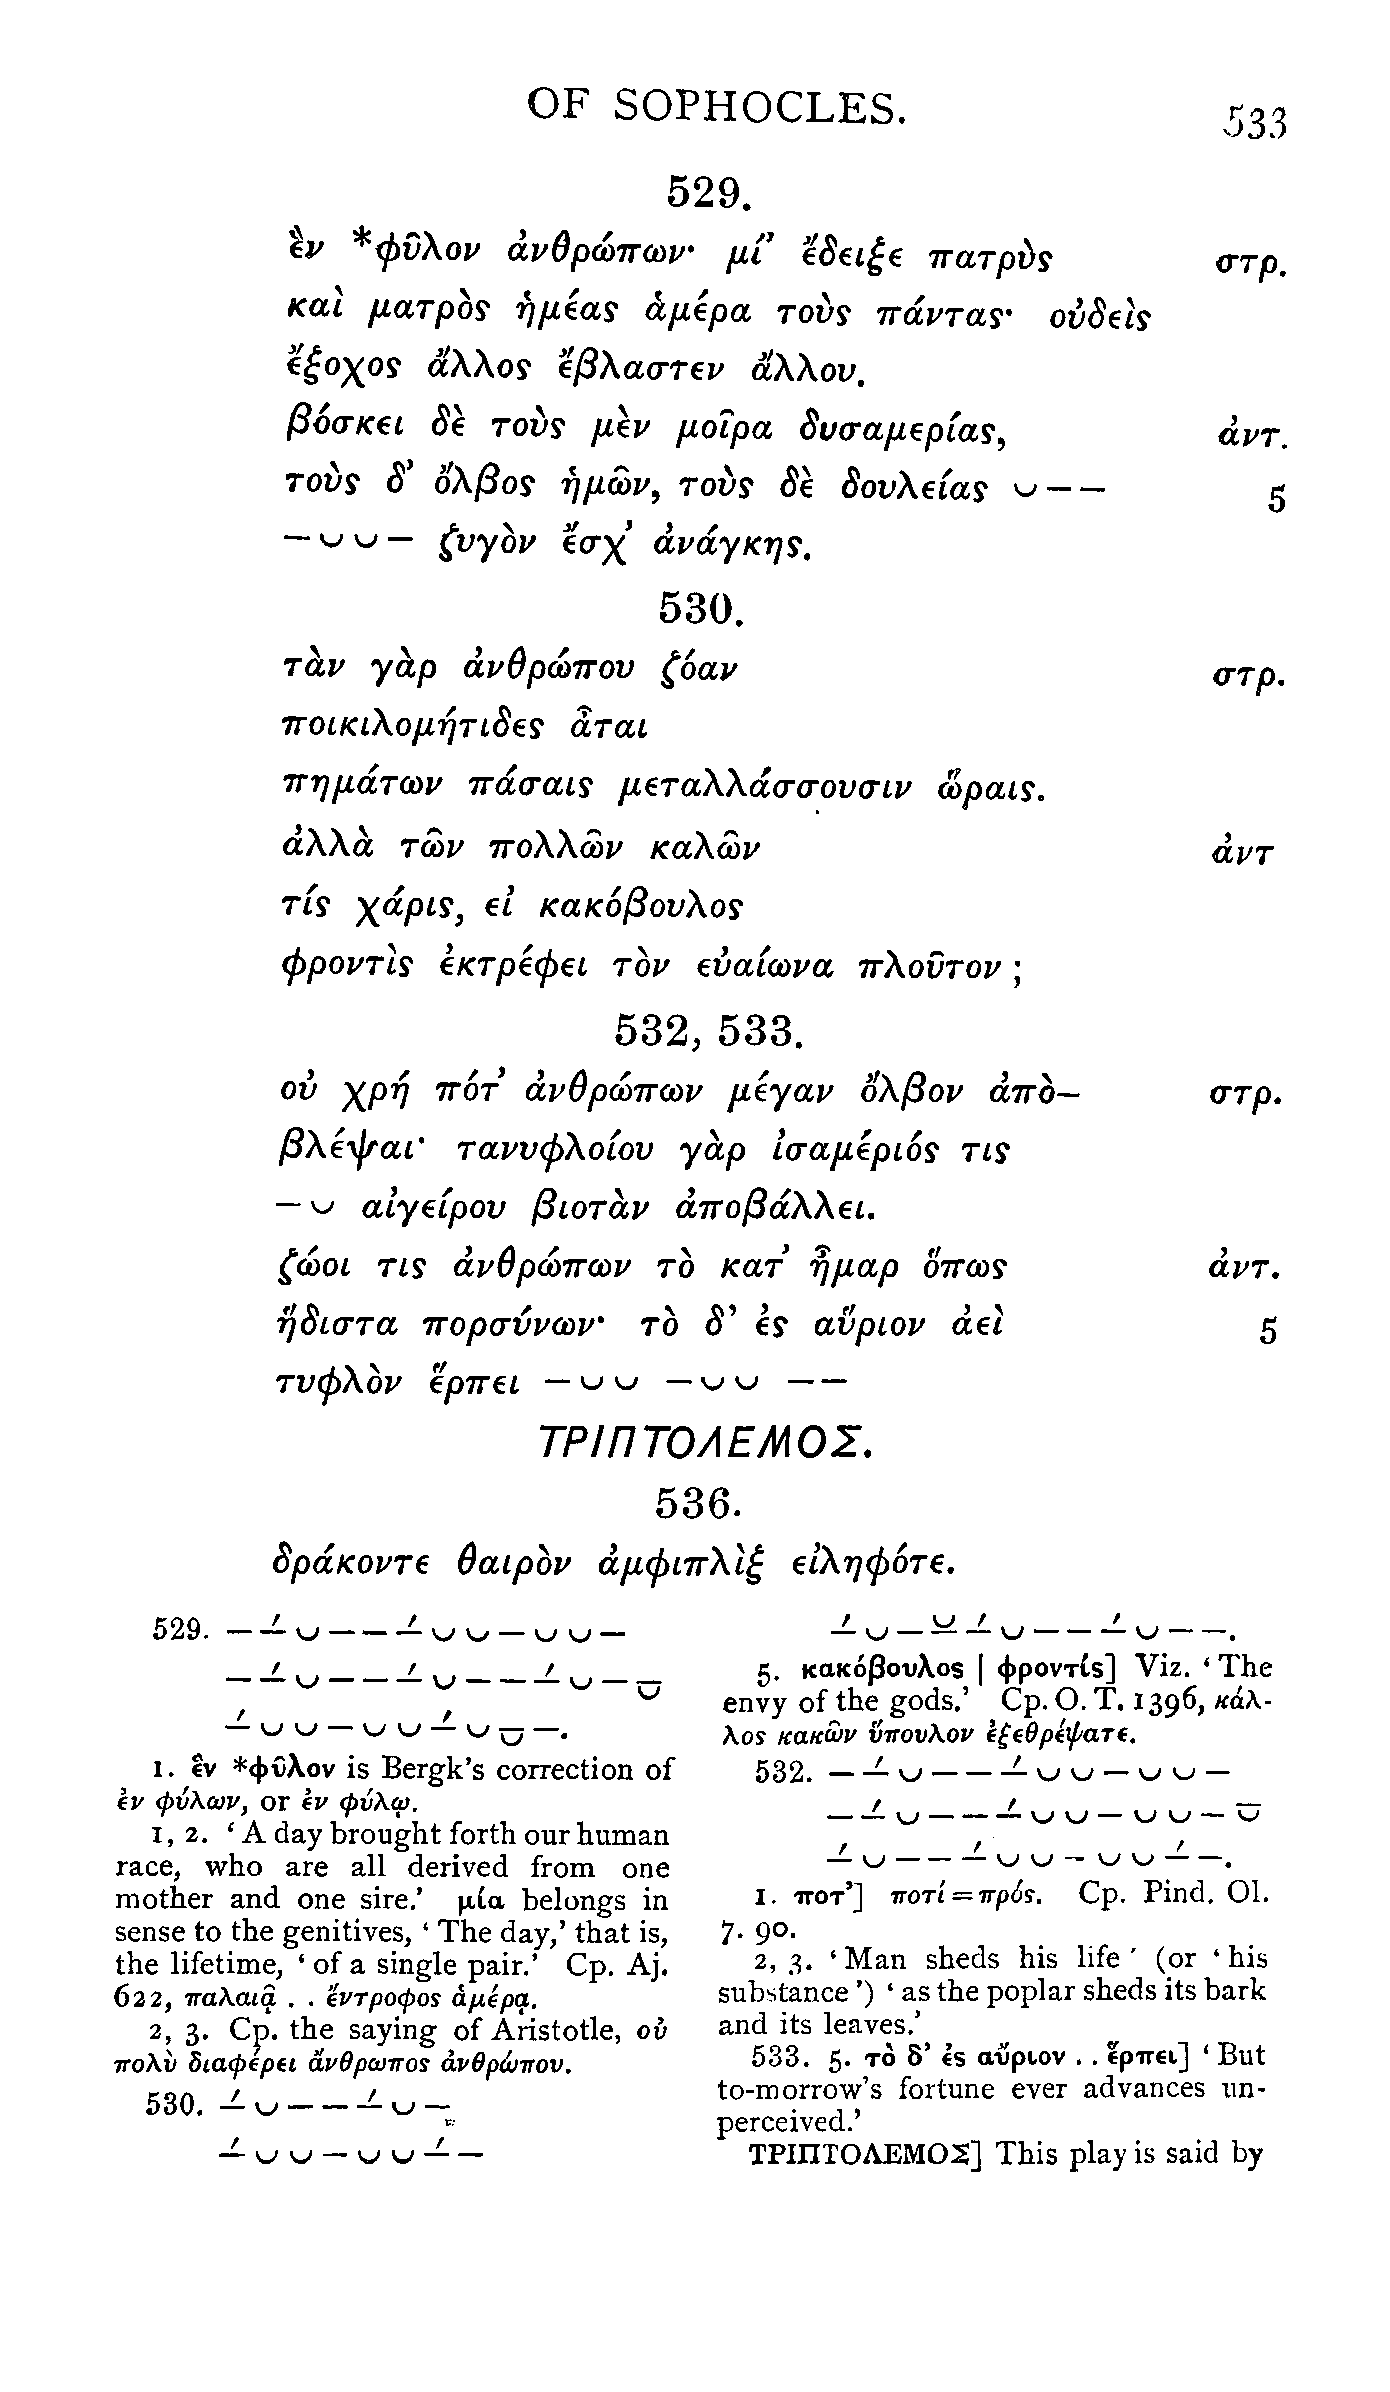 OF SOPHOCLES.
533
529.
ἓν *φῦλον ἀνθρώπων· μί’ ἔδειξε πατρὸς στρ.
καὶ ματρὸς ἡμέας ἁμέρα τοὺς πάντας· οὐδεὶς
ἔξοχος ἄλλος ἔβλαστεν ἄλλου.
βόσκει δὲ τοὺς μὲν μοῖρα δυσαμερίας, ἀντ.
τοὺς δ’ ὄλβος ἡμῶν, τοὺς δὲ δουλείας ⏑ – – 5
– ⏑ ⏑ – ζυγὸν ἔσχ’ ἀνάγκης.
530.
τὰν γὰρ ἀνθρώπου ζόαν στρ.
ποικιλομήτιδες ἆται
πημάτων πάσαις μεταλλάσσουσιν ὥραις.
ἀλλὰ τῶν πολλῶν καλῶν ἀντ
τίς χάρις, εἰ κακόβουλος
φροντὶς ἐκτρέφει τὸν εὐαίωνα πλοῦτον ;
532, 533.
οὐ χρή πότ’ ἀνθρώπων μέγαν ὄλβον ἀπο– στρ.
βλέψαι· τανυφλοίου γὰρ ἰσαμέριός τις
– ⏑ αἰγείρου βιοτὰν ἀποβάλλει.
ζώοι τις ἀνθρώπων τὸ κατ’ ἦμαρ ὅπως ἀντ.
ἥδιστα πορσύνων· τὸ δ’ ἐς αὔριον ἀεὶ 5
τυφλὸν ἕρπει – ⏑ ⏑ – ⏑ ⏑ – –
ΤΡΙΠΤΟΛΕΜΟΣ.
536.
δράκοντε θαιρὸν ἀμφιπλὶξ εἰληφότε.
529. – –́ ⏑ – – –́ ⏑ ⏑ – ⏑ ⏑ –
– –́ ⏑ – – –́ ⏑ – – –́ ⏑ – ⏓
–́ ⏑ ⏑ – ⏑ ⏑ –́ ⏑ ⏓ –.
1. ἓν *φῦλον is Bergk’s correction of
ἐν φύλων, or ἐν φύλῳ.
1, 2. ‘A day brought forth our human
race, who are all derived from one
mother and one sire.’ μία belongs in
sense to the genitives, ‘The day,’ that is,
the lifetime, ‘of a single pair.’ Cp. Aj.
622, παλαιᾷ . . ἔντροφος ἁμέρᾳ.
2, 3. Cp. the saying of Aristotle, οὐ
πολὺ διαφέρει ἄνθρωπος ἀνθρώπου.
530. –́ ⏑ – – –́ ⏑ –
–́ ⏑ ⏑ – ⏑ ⏑ –́ –
–́ ⏑ – ⏓ –́ ⏑ – – –́ ⏑ – –.
5. κακόβουλος | φροντίς] Viz. ‘The
envy of the gods.’ Cp. O. T. 1396, κάλ-
λος κακῶν ὕπουλον ἐξεθρέψατε.
532. – –́ ⏑ – – –́ ⏑ ⏑ – ⏑ ⏑ –
– –́ ⏑ – – –́ ⏑ ⏑ – ⏑ ⏑ – ⏓
–́ ⏑ – – –́ ⏑ ⏑ – ⏑ ⏑ –́ –.
1. ποτ’] ποτί = πρός. Cp. Pind. Ol.
7. 90.
2, 3. ‘Man sheds his life’ (or ‘his
substance’) ‘as the poplar sheds its bark
and its leaves.’
533. 5. τὸ δ’ ἐς αὔριον . . ἕρπει] ‘But
to-morrow’s fortune ever advances un-
perceived.’
ΤΡΙΠΤΟΛΕΜΟΣ] This play is said by